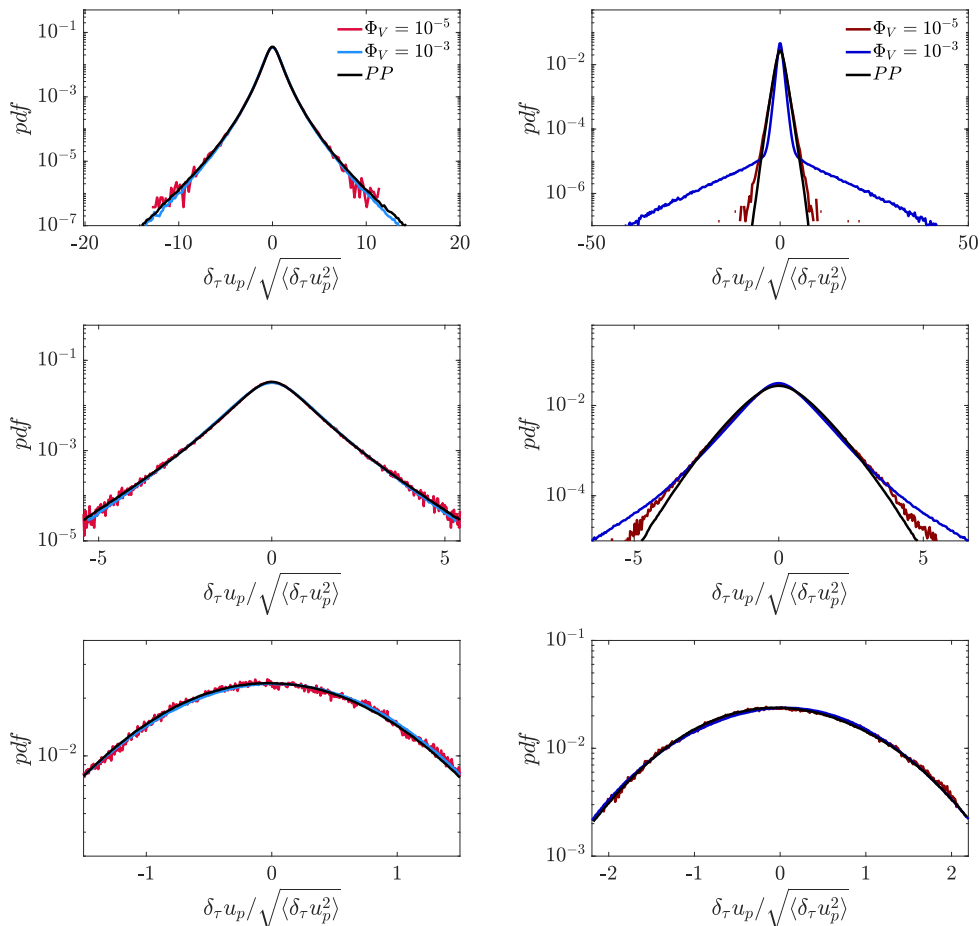 10^{-1}
10^{-3}
10^{-5}
10^{-7}
pdf
Φ_V = 10^{-5}
Φ_V = 10^{-3}
PP
-20 -10 0 10 20
δ_τ u_p/√⟨δ_τ u_p^2⟩
10^{-2}
10^{-4}
10^{-6}
pdf
Φ_V = 10^{-5}
Φ_V = 10^{-3}
PP
-50 0 50
δ_τ u_p/√⟨δ_τ u_p^2⟩
10^{-1}
10^{-3}
10^{-5}
pdf
-5 0 5
δ_τ u_p/√⟨δ_τ u_p^2⟩
10^{-2}
10^{-4}
pdf
-5 0 5
δ_τ u_p/√⟨δ_τ u_p^2⟩
10^{-2}
pdf
-1 0 1
δ_τ u_p/√⟨δ_τ u_p^2⟩
10^{-1}
10^{-2}
10^{-3}
pdf
-2 -1 0 1 2
δ_τ u_p/√⟨δ_τ u_p^2⟩